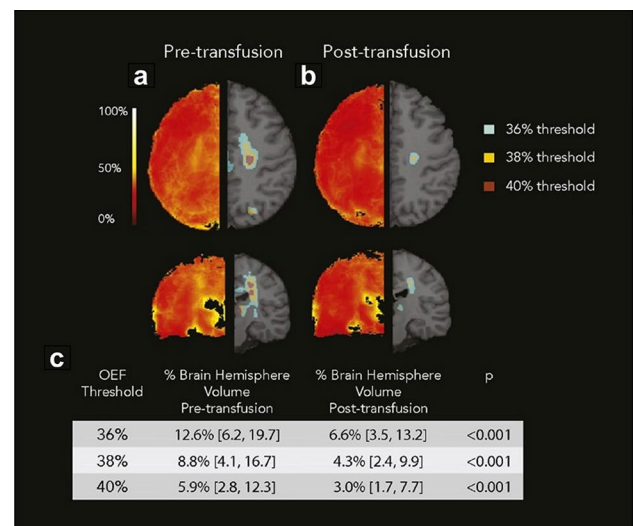 Pre-transfusion
Post-transfusion
a
b
100%
50%
0%
36% threshold
38% threshold
40% threshold
c
OEF Threshold % Brain Hemisphere Volume Pre-transfusion % Brain Hemisphere Volume Post-transfusion p
36% 12.6% [6.2, 19.7] 6.6% [3.5, 13.2] <0.001
38% 8.8% [4.1, 16.7] 4.3% [2.4, 9.9] <0.001
40% 5.9% [2.8, 12.3] 3.0% [1.7, 7.7] <0.001